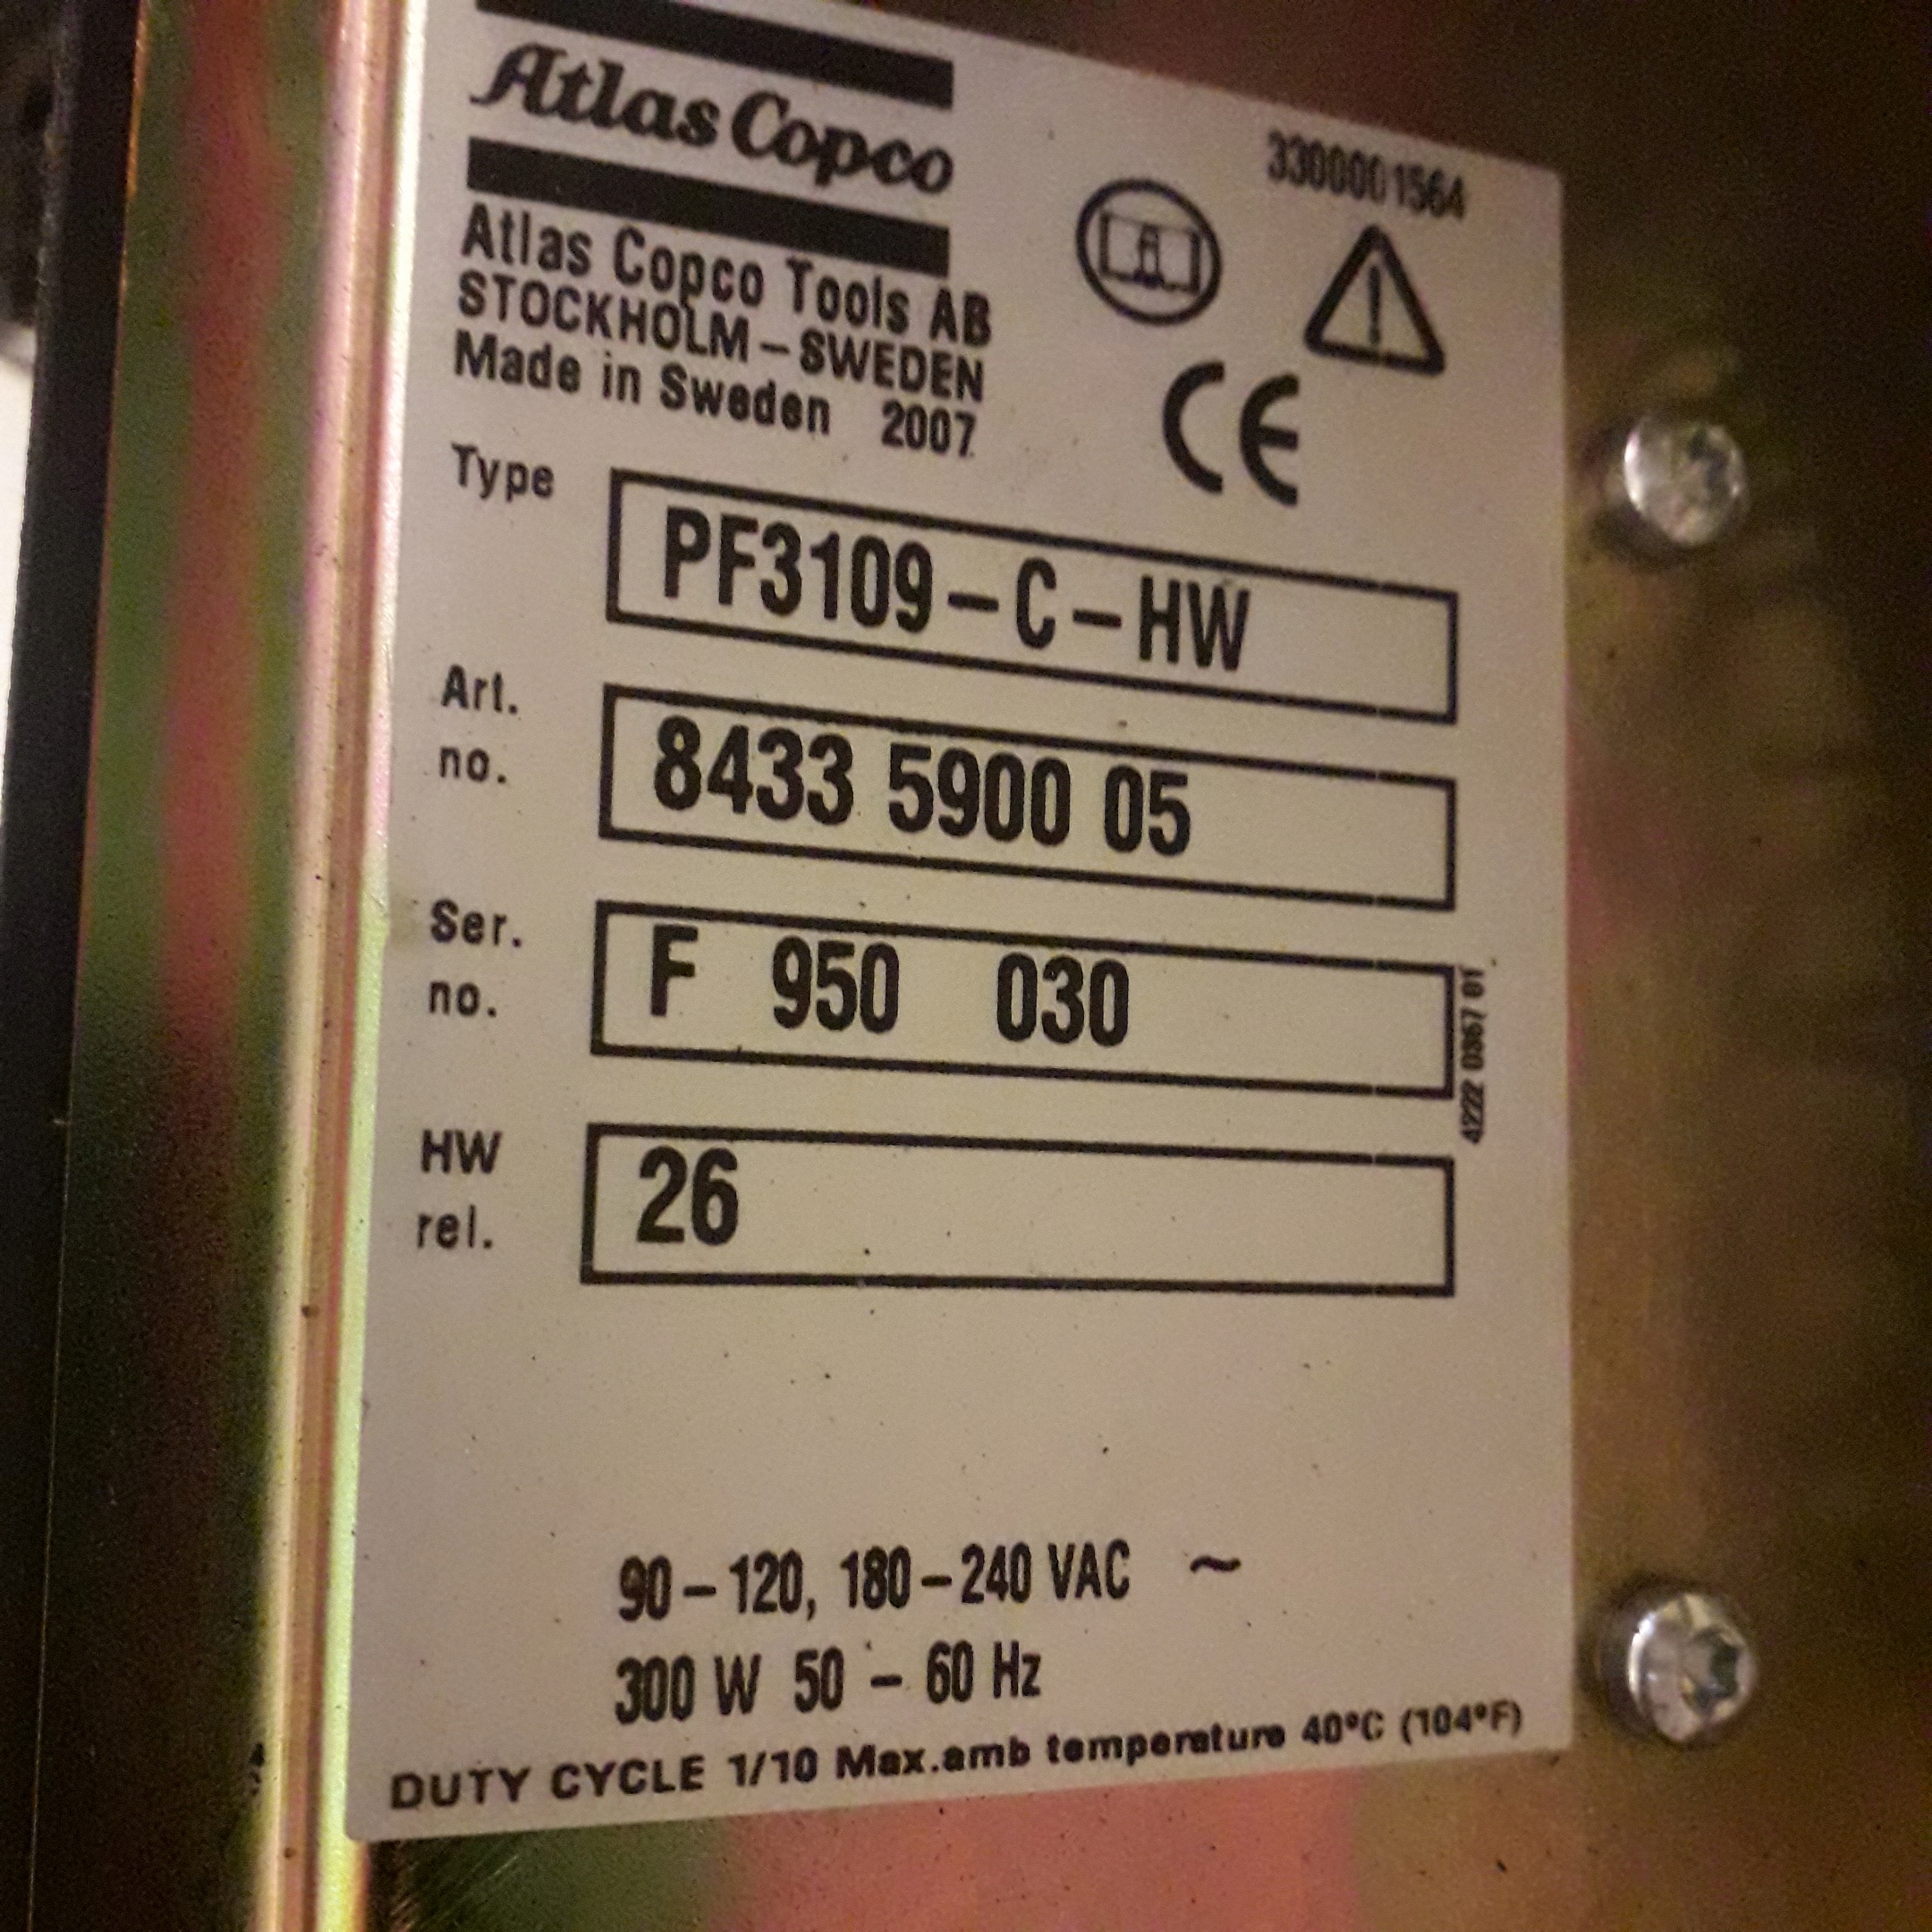 Atlas Copco
3300001564
Atlas Copco Tools AB
STOCKHOLM – SWEDEN
Made in Sweden 2007
CE
Type PF3109 – C – HW
Art. no. 8433 5900 05
Ser. no. F 950 030
4222 0367 01
HW rel. 26
90 – 120, 180 – 240 VAC ~
300 W 50 – 60 Hz
DUTY CYCLE 1/10 Max.amb temperature 40°C (104°F)